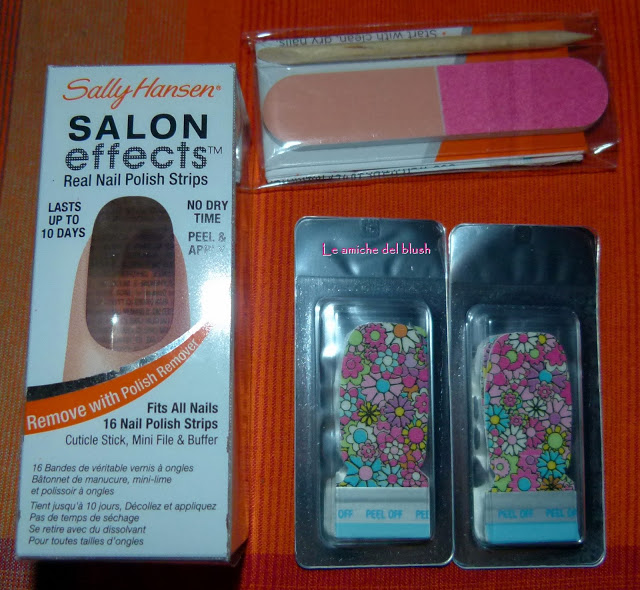 Sally Hansen®
SALON
effects™
Real Nail Polish Strips
LASTS
UP TO
10 DAYS
NO DRY
TIME
PEEL &
Remove with Polish Remover
Fits All Nails
16 Nail Polish Strips
Cuticle Stick, Mini File & Buffer
16 Bandes de véritable vernis à ongles
Bâtonnet de manucure, mini-lime
et polissoir à ongles
Tient jusqu'à 10 jours, Décollez et appliquez
Pas de temps de séchage
Se retire avec du dissolvant
Pour toutes tailles d'ongles
• Start with clean, dry nails
Le amiche del blush
OFF PEEL OFF PEE
OFF PEEL OFF